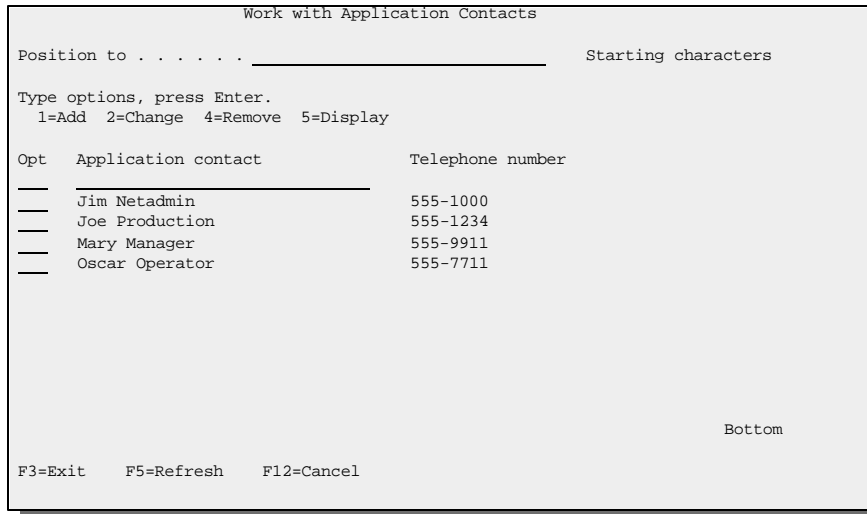 Work with Application Contacts
Position to . . . . . . Starting characters
Type options, press Enter.
1=Add 2=Change 4=Remove 5=Display
Opt Application contact Telephone number
Jim Netadmin 555-1000
Joe Production 555-1234
Mary Manager 555-9911
Oscar Operator 555-7711
Bottom
F3=Exit F5=Refresh F12=Cancel